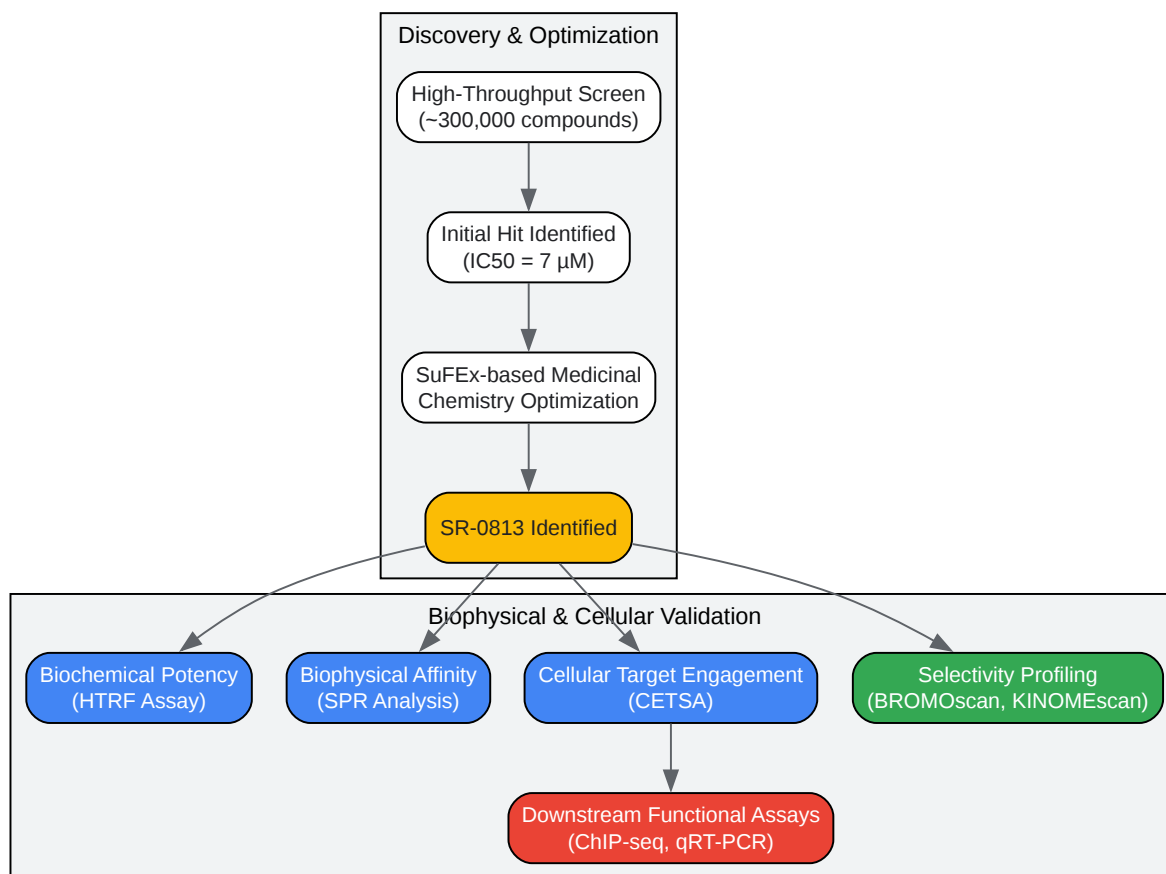 Discovery & Optimization
High-Throughput Screen
(~300,000 compounds)
Initial Hit Identified
(IC50 = 7 µM)
SuFEx-based Medicinal
Chemistry Optimization
SR-0813 Identified
Biophysical & Cellular Validation
Biochemical Potency
(HTRF Assay)
Biophysical Affinity
(SPR Analysis)
Cellular Target Engagement
(CETSA)
Selectivity Profiling
(BROMOscan, KINOMEscan)
Downstream Functional Assays
(ChIP-seq, qRT-PCR)